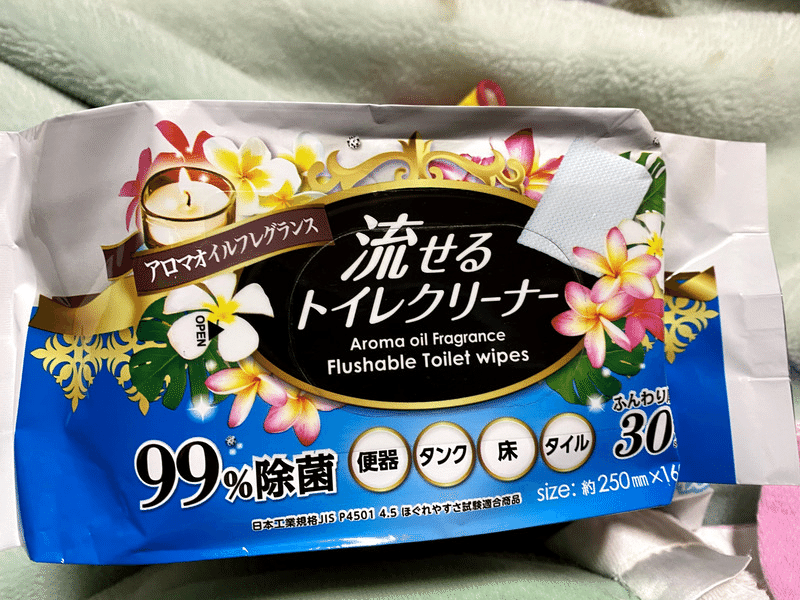 アロマオイルフレグランス
流せる
トイレクリーナー
Aroma oil Fragrance
Flushable Toilet wipes
OPEN
99%除菌
便器 タンク 床 タイル
ふんわり
30
size: 約250mm×16
日本工業規格JIS P4501 4.5 ほぐれやすさ試験適合商品